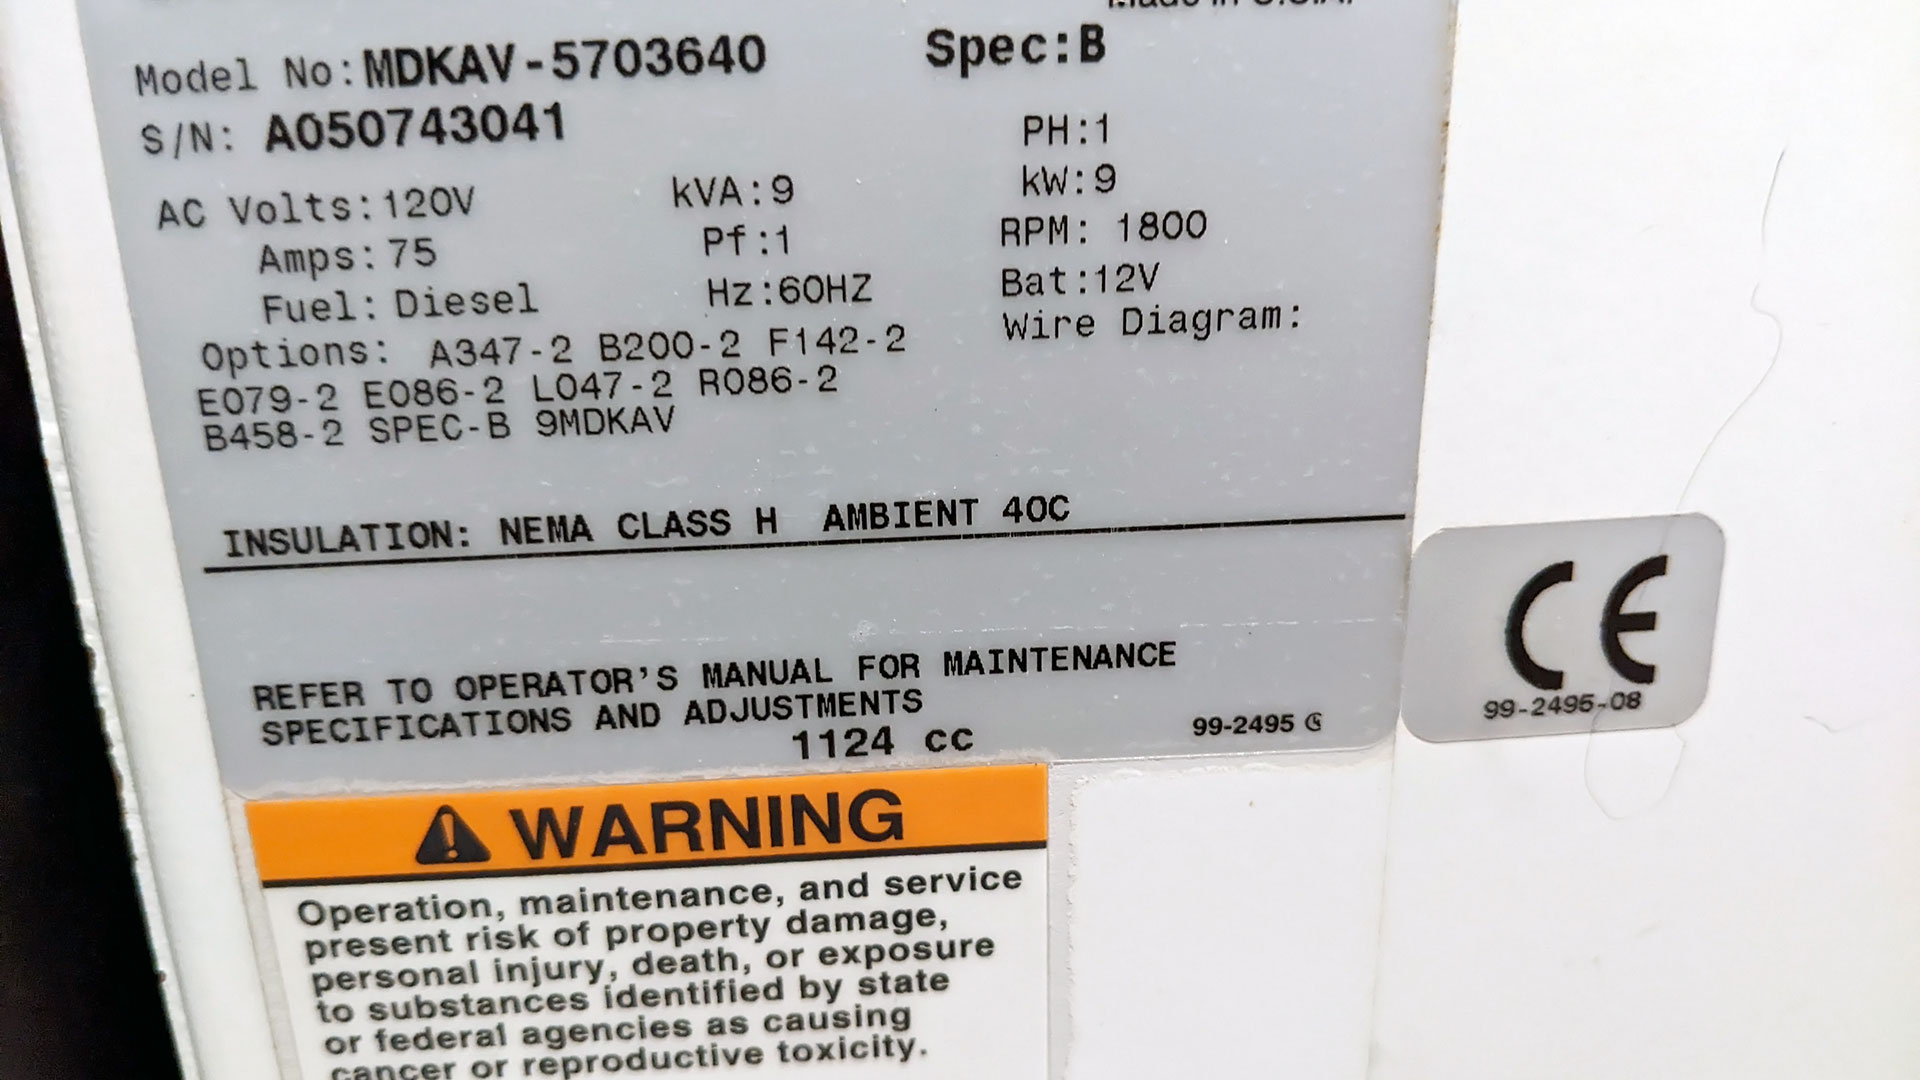 Made in U.S.A.
Model No: MDKAV-5703640 Spec:B
S/N: A050743041 PH:1
AC Volts:120V kVA:9 kW:9
Amps:75 Pf:1 RPM: 1800
Fuel: Diesel Hz:60HZ Bat:12V
Options: A347-2 B200-2 F142-2 Wire Diagram:
E079-2 E086-2 L047-2 R086-2
B458-2 SPEC-B 9MDKAV
INSULATION: NEMA CLASS H AMBIENT 40C
REFER TO OPERATOR'S MANUAL FOR MAINTENANCE
SPECIFICATIONS AND ADJUSTMENTS
1124 cc 99-2495
CE
99-2495-08
WARNING
Operation, maintenance, and service
present risk of property damage,
personal injury, death, or exposure
to substances identified by state
or federal agencies as causing
cancer or reproductive toxicity.